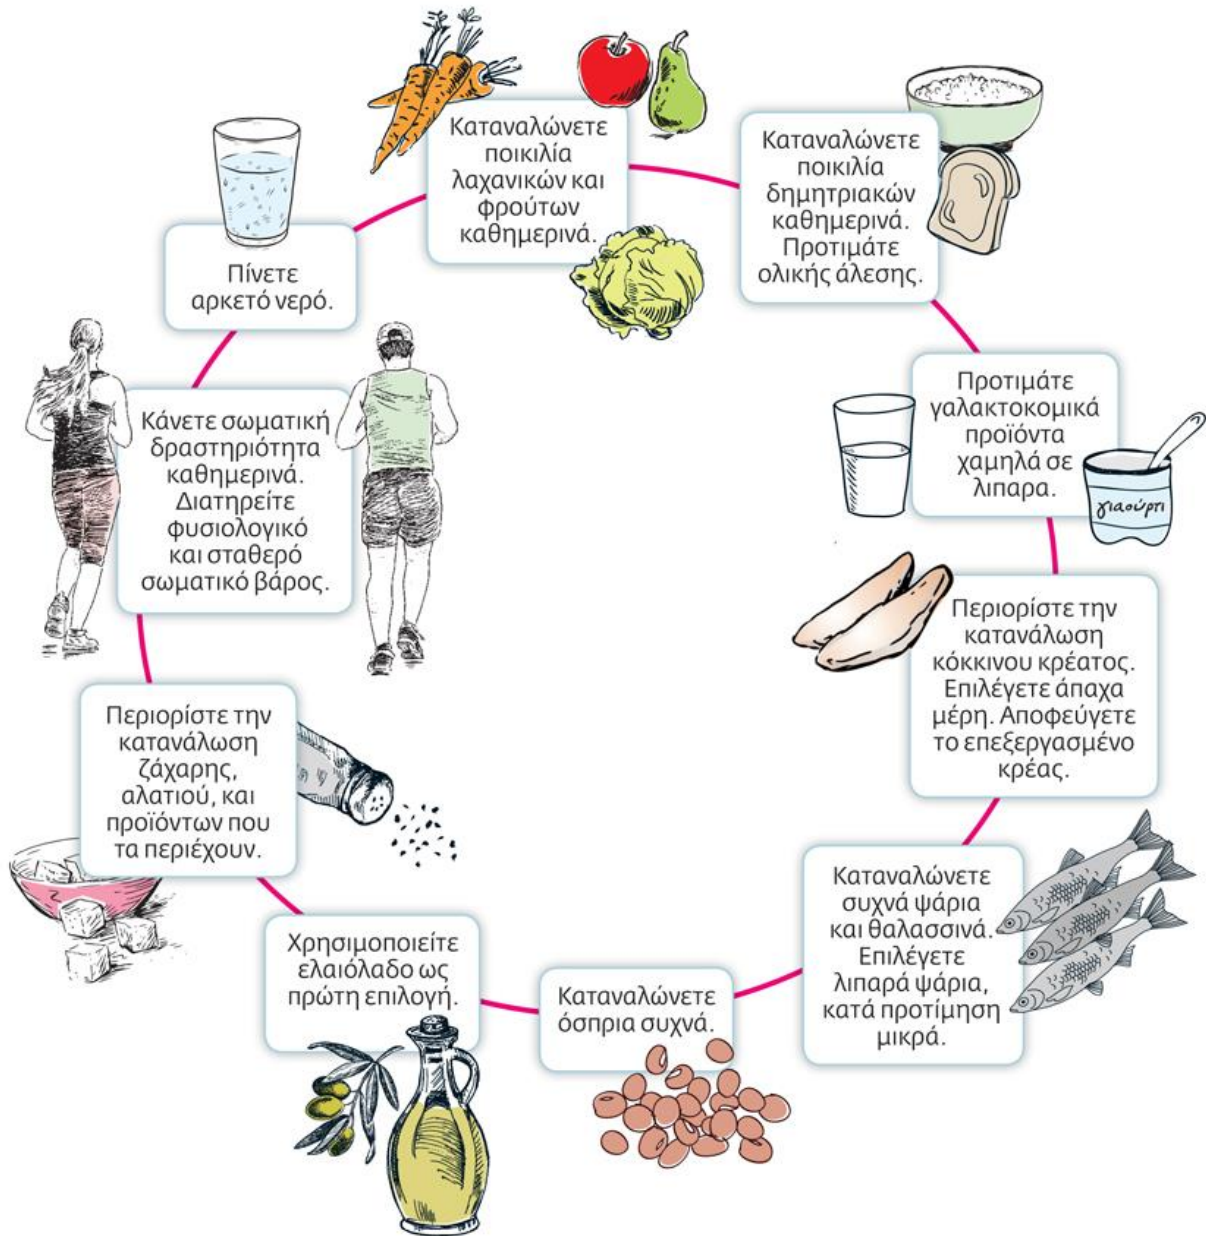 Καταναλώνετε
ποικιλία
λαχανικών και
φρούτων
καθημερινά.
Καταναλώνετε
ποικιλία
δημητριακών
καθημερινά.
Προτιμάτε
ολικής άλεσης.
Προτιμάτε
γαλακτοκομικά
προϊόντα
χαμηλά σε
λιπαρα.
γιαούρτι
Περιορίστε την
κατανάλωση
κόκκινου κρέατος.
Επιλέγετε άπαχα
μέρη. Αποφεύγετε
το επεξεργασμένο
κρέας.
Καταναλώνετε
συχνά ψάρια
και θαλασσινά.
Επιλέγετε
λιπαρά ψάρια,
κατά προτίμηση
μικρά.
Καταναλώνετε
όσπρια συχνά.
Χρησιμοποιείτε
ελαιόλαδο ως
πρώτη επιλογή.
Περιορίστε την
κατανάλωση
ζάχαρης,
αλατιού, και
προϊόντων που
τα περιέχουν.
Κάνετε σωματική
δραστηριότητα
καθημερινά.
Διατηρείτε
φυσιολογικό
και σταθερό
σωματικό βάρος.
Πίνετε
αρκετό νερό.